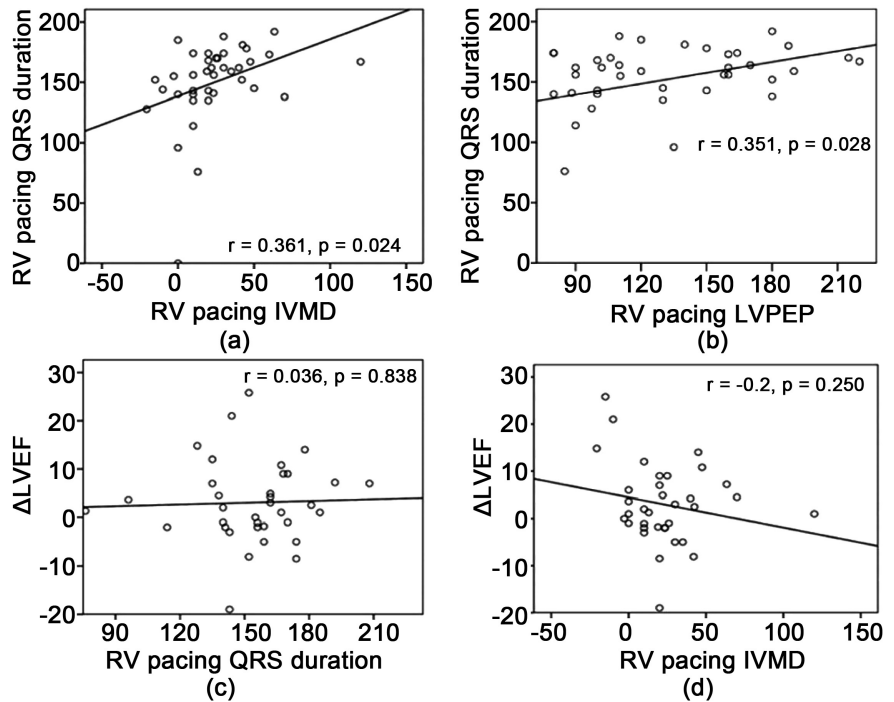 RV pacing QRS duration
200
150
100
50
0
r = 0.361, p = 0.024
-50 0 50 100 150
RV pacing IVMD
(a)
RV pacing QRS duration
200
150
100
50
0
r = 0.351, p = 0.028
90 120 150 180 210
RV pacing LVPEP
(b)
ΔLVEF
30
20
10
0
-10
-20
r = 0.036, p = 0.838
90 120 150 180 210
RV pacing QRS duration
(c)
ΔLVEF
30
20
10
0
-10
-20
r = -0.2, p = 0.250
-50 0 50 100 150
RV pacing IVMD
(d)